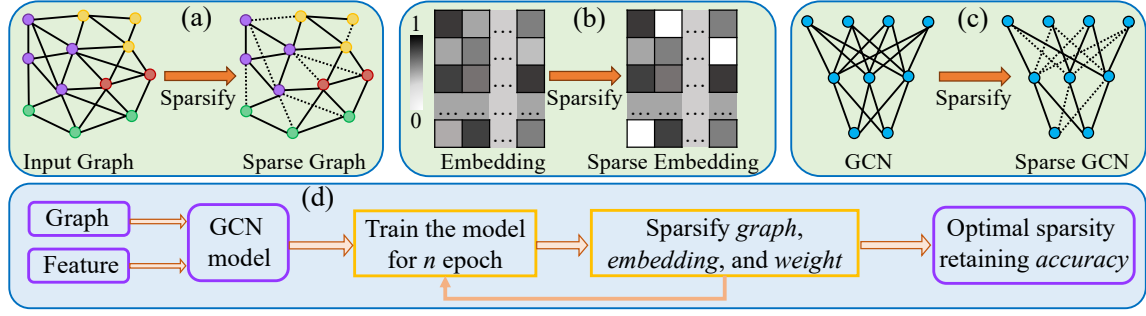 (a)
Sparsify
Input Graph
Sparse Graph
(b)
1
0
...
...
...
...
...
...
...
Sparsify
...
...
...
...
...
...
...
Embedding
Sparse Embedding
(c)
Sparsify
GCN
Sparse GCN
(d)
Graph
Feature
GCN
model
Train the model
for n epoch
Sparsify graph,
embedding, and weight
Optimal sparsity
retaining accuracy